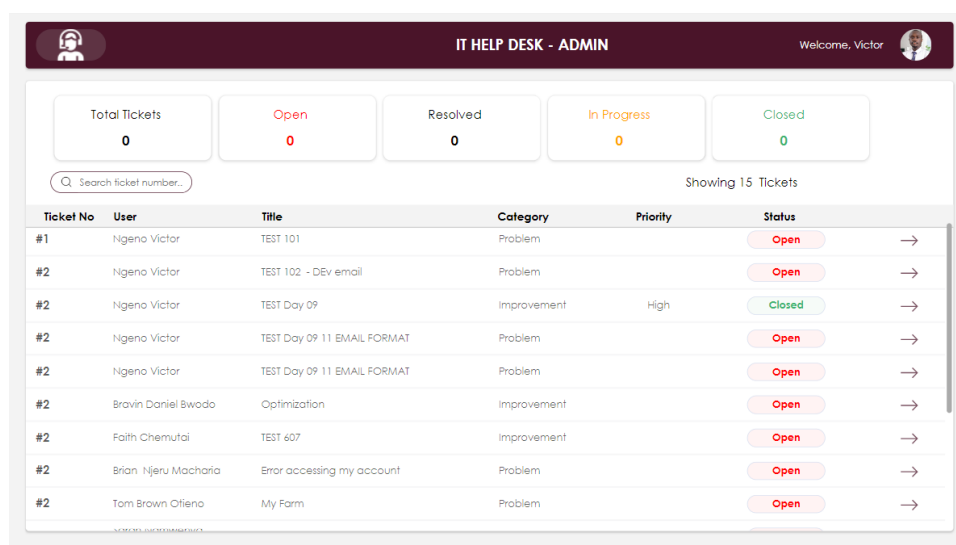 IT HELP DESK - ADMIN Welcome, Victor
Total Tickets Open Resolved In Progress Closed
0 0 0 0 0
Search ticket number.. Showing 15 Tickets
Ticket No User Title Category Priority Status
#1 Ngeno Victor TEST 101 Problem Open
#2 Ngeno Victor TEST 102 - DEv email Problem Open
#2 Ngeno Victor TEST Day 09 Improvement High Closed
#2 Ngeno Victor TEST Day 09 11 EMAIL FORMAT Problem Open
#2 Ngeno Victor TEST Day 09 11 EMAIL FORMAT Problem Open
#2 Bravin Daniel Bwodo Optimization Improvement Open
#2 Faith Chemutai TEST 607 Improvement Open
#2 Brian Njeru Macharia Error accessing my account Problem Open
#2 Tom Brown Otieno My Farm Problem Open